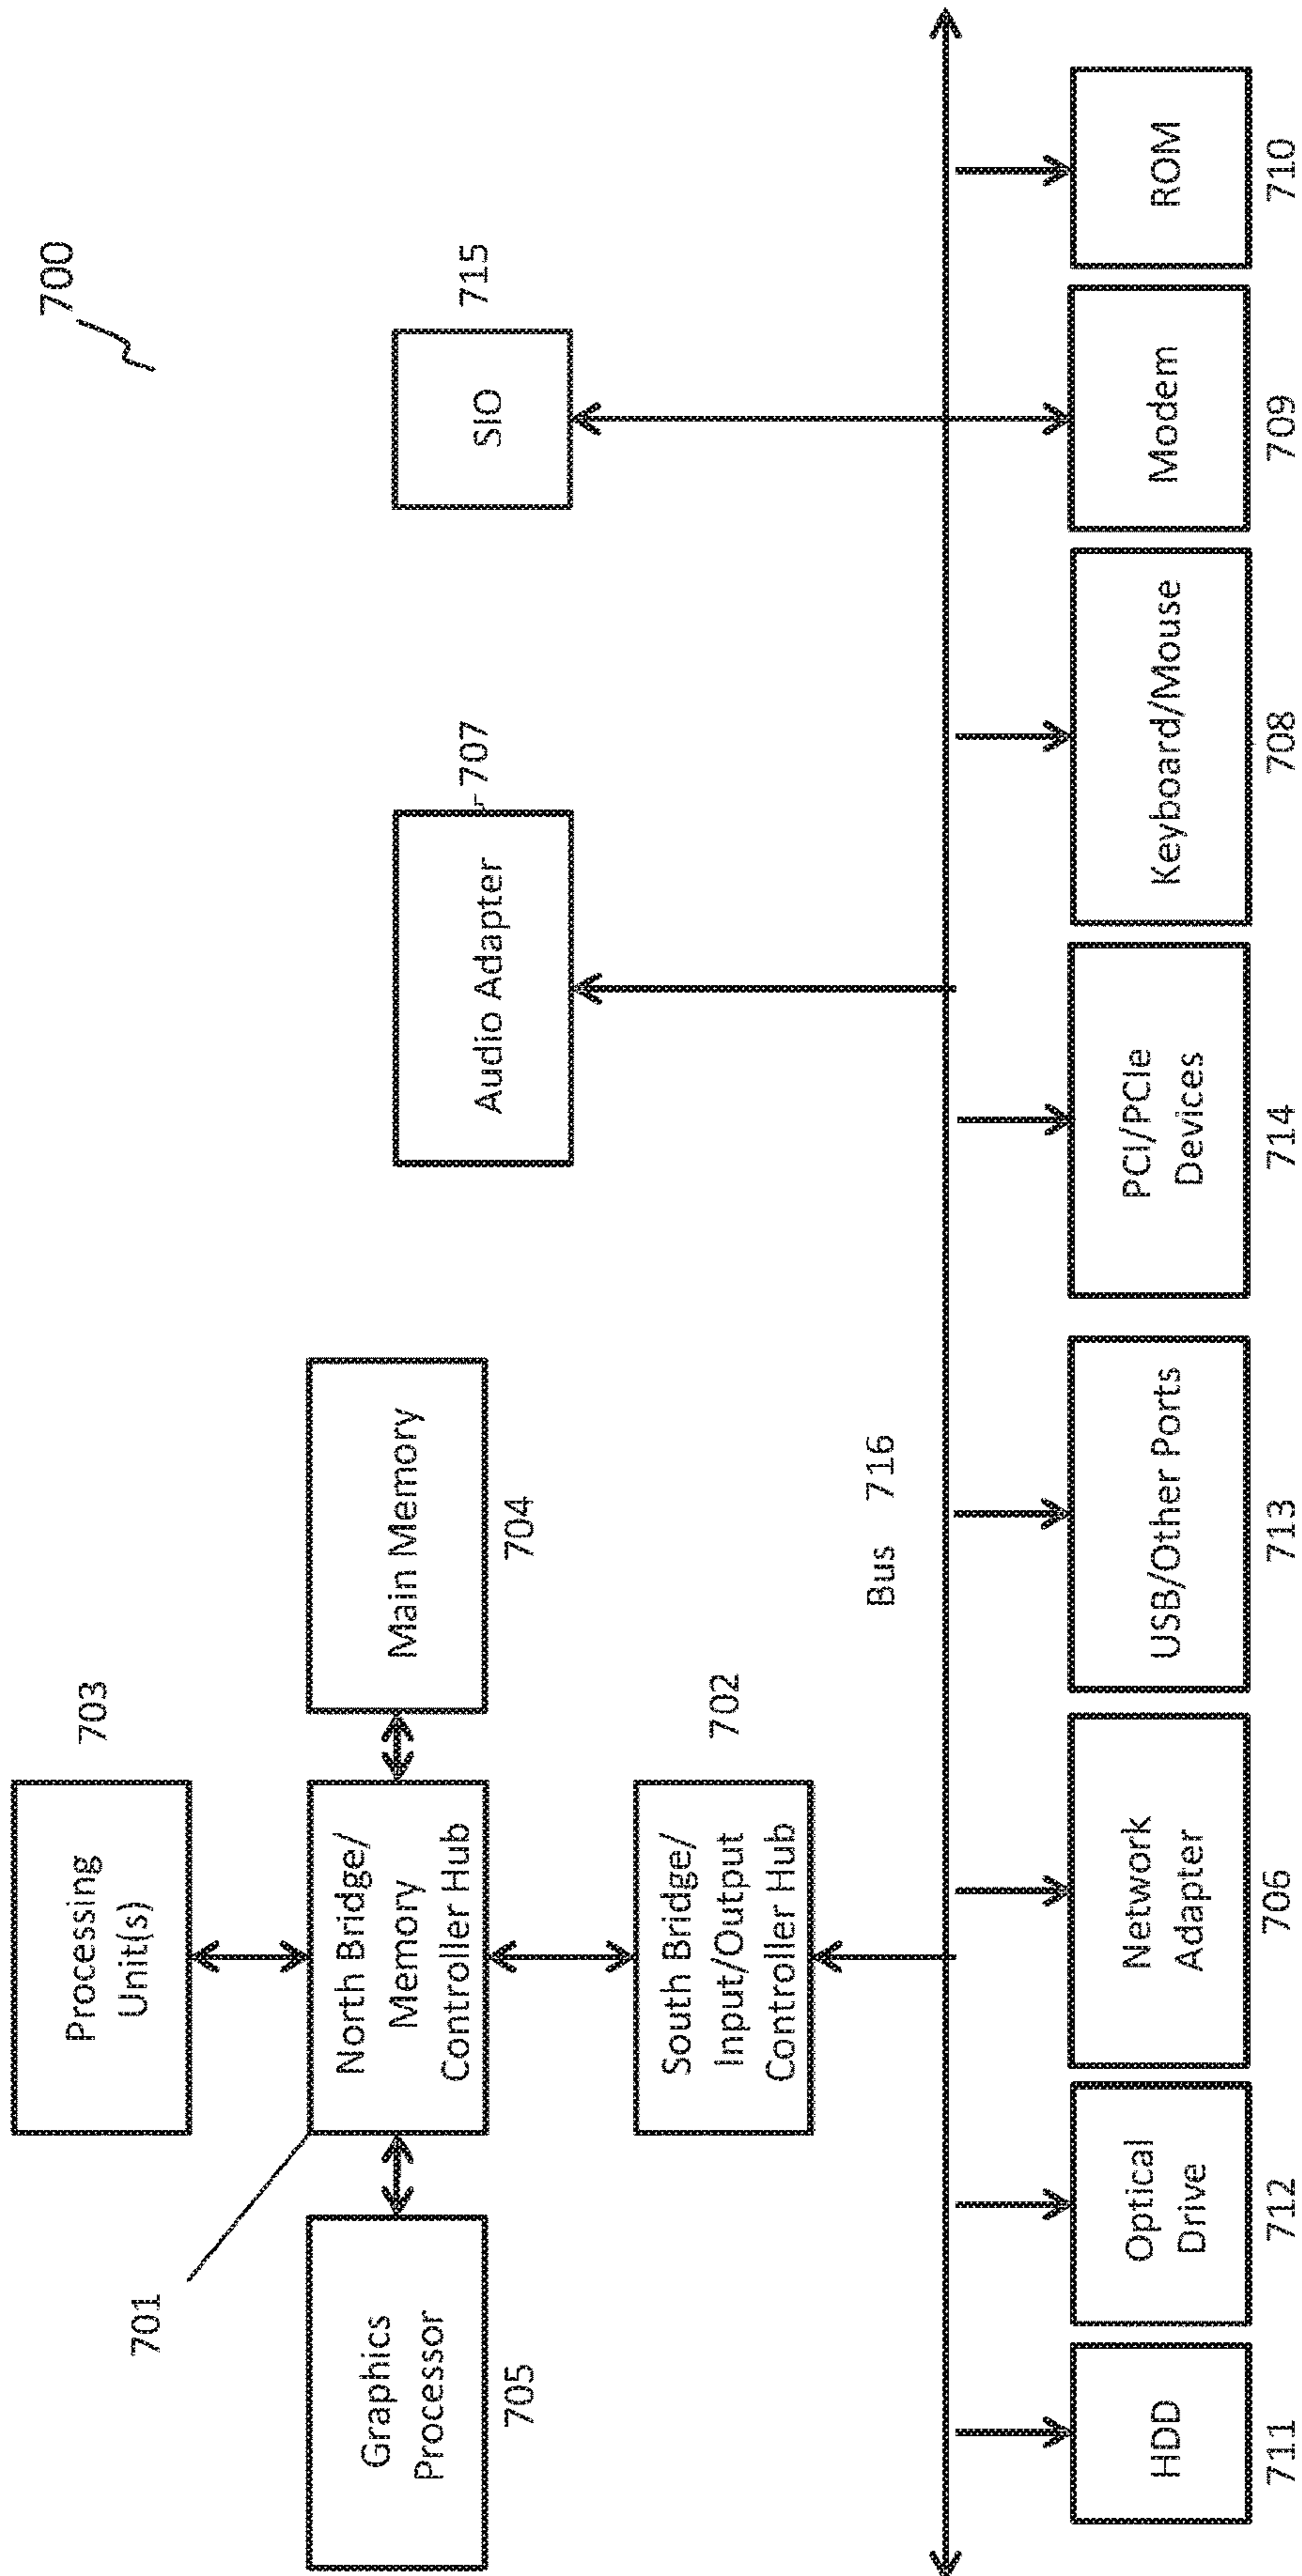 700
Processing
Unit(s)
703
701
Graphics
Processor
705
North Bridge/
Memory
Controller Hub
Main Memory
704
Audio Adapter
707
SIO
715
South Bridge/
Input/Output
Controller Hub
702
Bus 716
HDD
711
Optical
Drive
712
Network
Adapter
706
USB/Other Ports
713
PCI/PCIe
Devices
714
Keyboard/Mouse
708
Modem
709
ROM
710